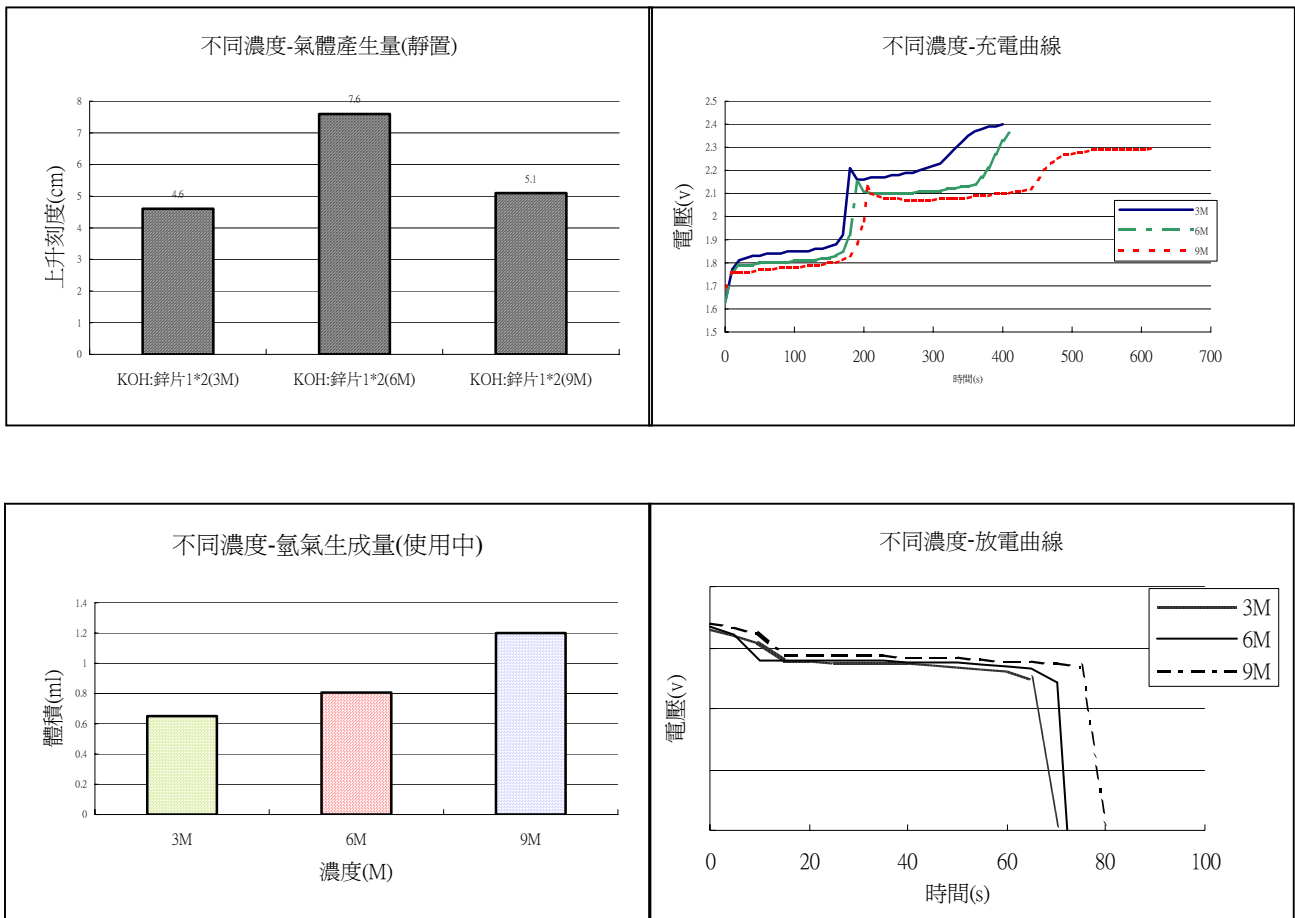 不同濃度-氣體產生量(靜置)
上升刻度(cm)
8
7
6
5
4
3
2
1
0
4.6
7.6
5.1
KOH:鋅片1*2(3M)
KOH:鋅片1*2(6M)
KOH:鋅片1*2(9M)
不同濃度-充電曲線
電壓(v)
2.5
2.4
2.3
2.2
2.1
2
1.9
1.8
1.7
1.6
1.5
0 100 200 300 400 500 600 700
時間(s)
3M
6M
9M
不同濃度-氫氣生成量(使用中)
體積(ml)
1.4
1.2
1
0.8
0.6
0.4
0.2
0
3M 6M 9M
濃度(M)
不同濃度-放電曲線
電壓(v)
3M
6M
9M
0 20 40 60 80 100
時間(s)